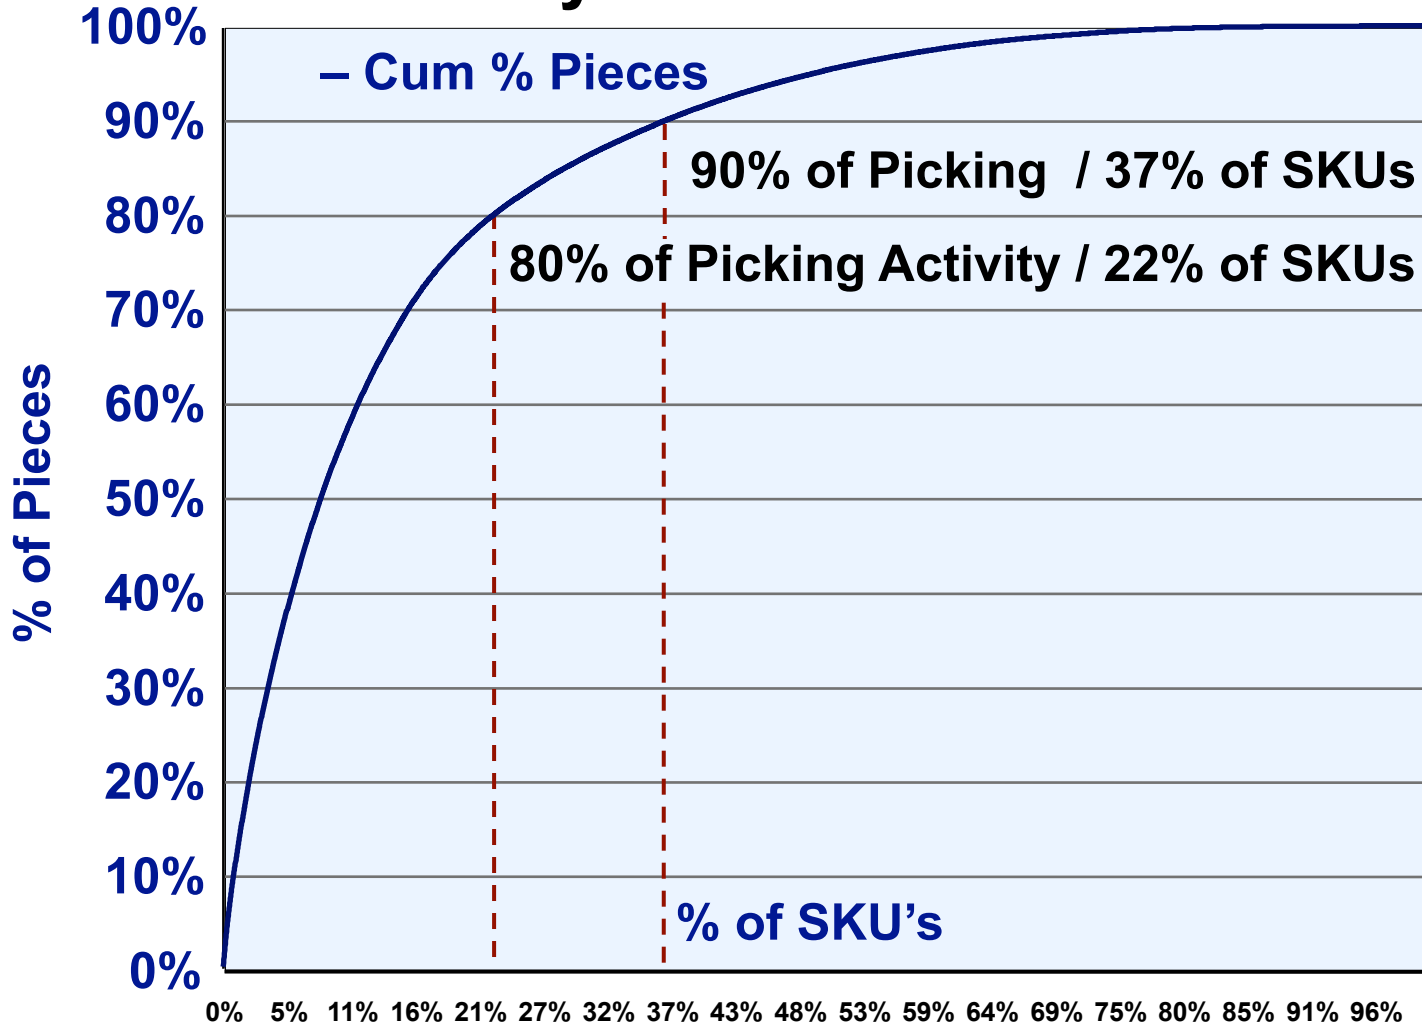 100%
– Cum % Pieces
90%
90% of Picking / 37% of SKUs
80%
80% of Picking Activity / 22% of SKUs
70%
60%
% of Pieces
50%
40%
30%
20%
10%
% of SKU’s
0%
0% 5% 11% 16% 21% 27% 32% 37% 43% 48% 53% 59% 64% 69% 75% 80% 85% 91% 96%